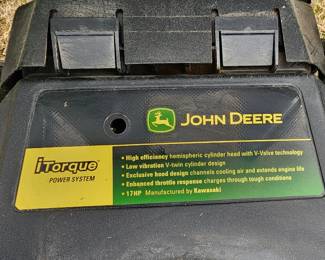 JOHN DEERE
iTorque
POWER SYSTEM
• High efficiency hemispheric cylinder head with V-Valve technology
• Low vibration V-twin cylinder design
• Exclusive hood design channels cooling air and extends engine life
• Enhanced throttle response charges through tough conditions
• 17HP Manufactured by Kawasaki